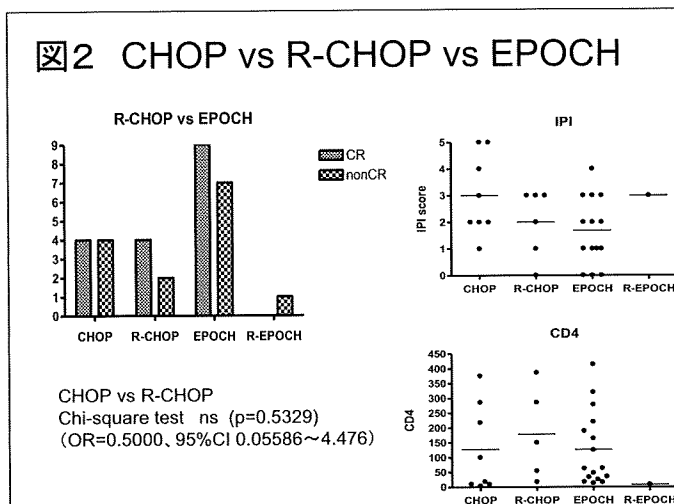 図2 CHOP vs R-CHOP vs EPOCH
R-CHOP vs EPOCH
9
8
7
6
5
4
3
2
1
0
CHOP R-CHOP EPOCH R-EPOCH
CR
nonCR
IPI
IPI score
5
4
3
2
1
0
CHOP R-CHOP EPOCH R-EPOCH
CD4
CD4
450
400
350
300
250
200
150
100
50
0
CHOP R-CHOP EPOCH R-EPOCH
CHOP vs R-CHOP
Chi-square test ns (p=0.5329)
(OR=0.5000、95%CI 0.05586~4.476)